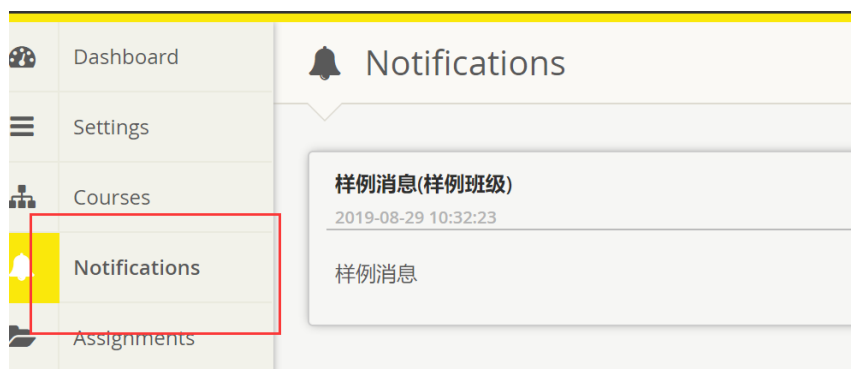 Dashboard
Settings
Courses
Notifications
Assignments
Notifications
样例消息(样例班级)
2019-08-29 10:32:23
样例消息